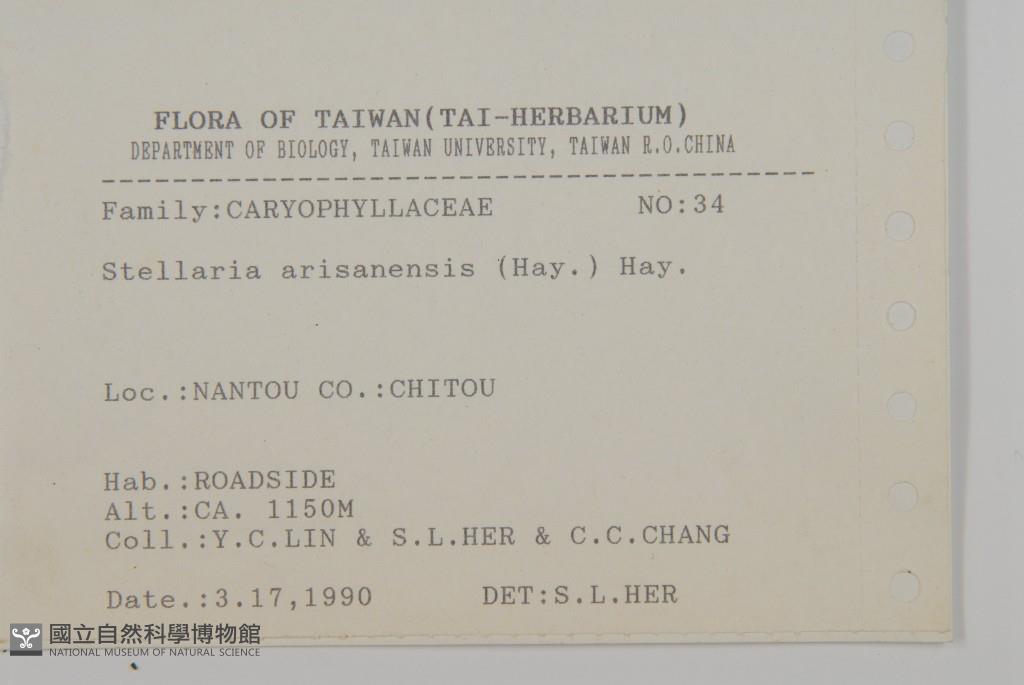 FLORA OF TAIWAN(TAI-HERBARIUM)
DEPARTMENT OF BIOLOGY, TAIWAN UNIVERSITY, TAIWAN R.O.CHINA
Family:CARYOPHYLLACEAE NO:34
Stellaria arisanensis (Hay.) Hay.
Loc.:NANTOU CO.:CHITOU
Hab.:ROADSIDE
Alt.:CA. 1150M
Coll.:Y.C.LIN & S.L.HER & C.C.CHANG
Date.:3.17,1990 DET:S.L.HER
國立自然科學博物館
NATIONAL MUSEUM OF NATURAL SCIENCE